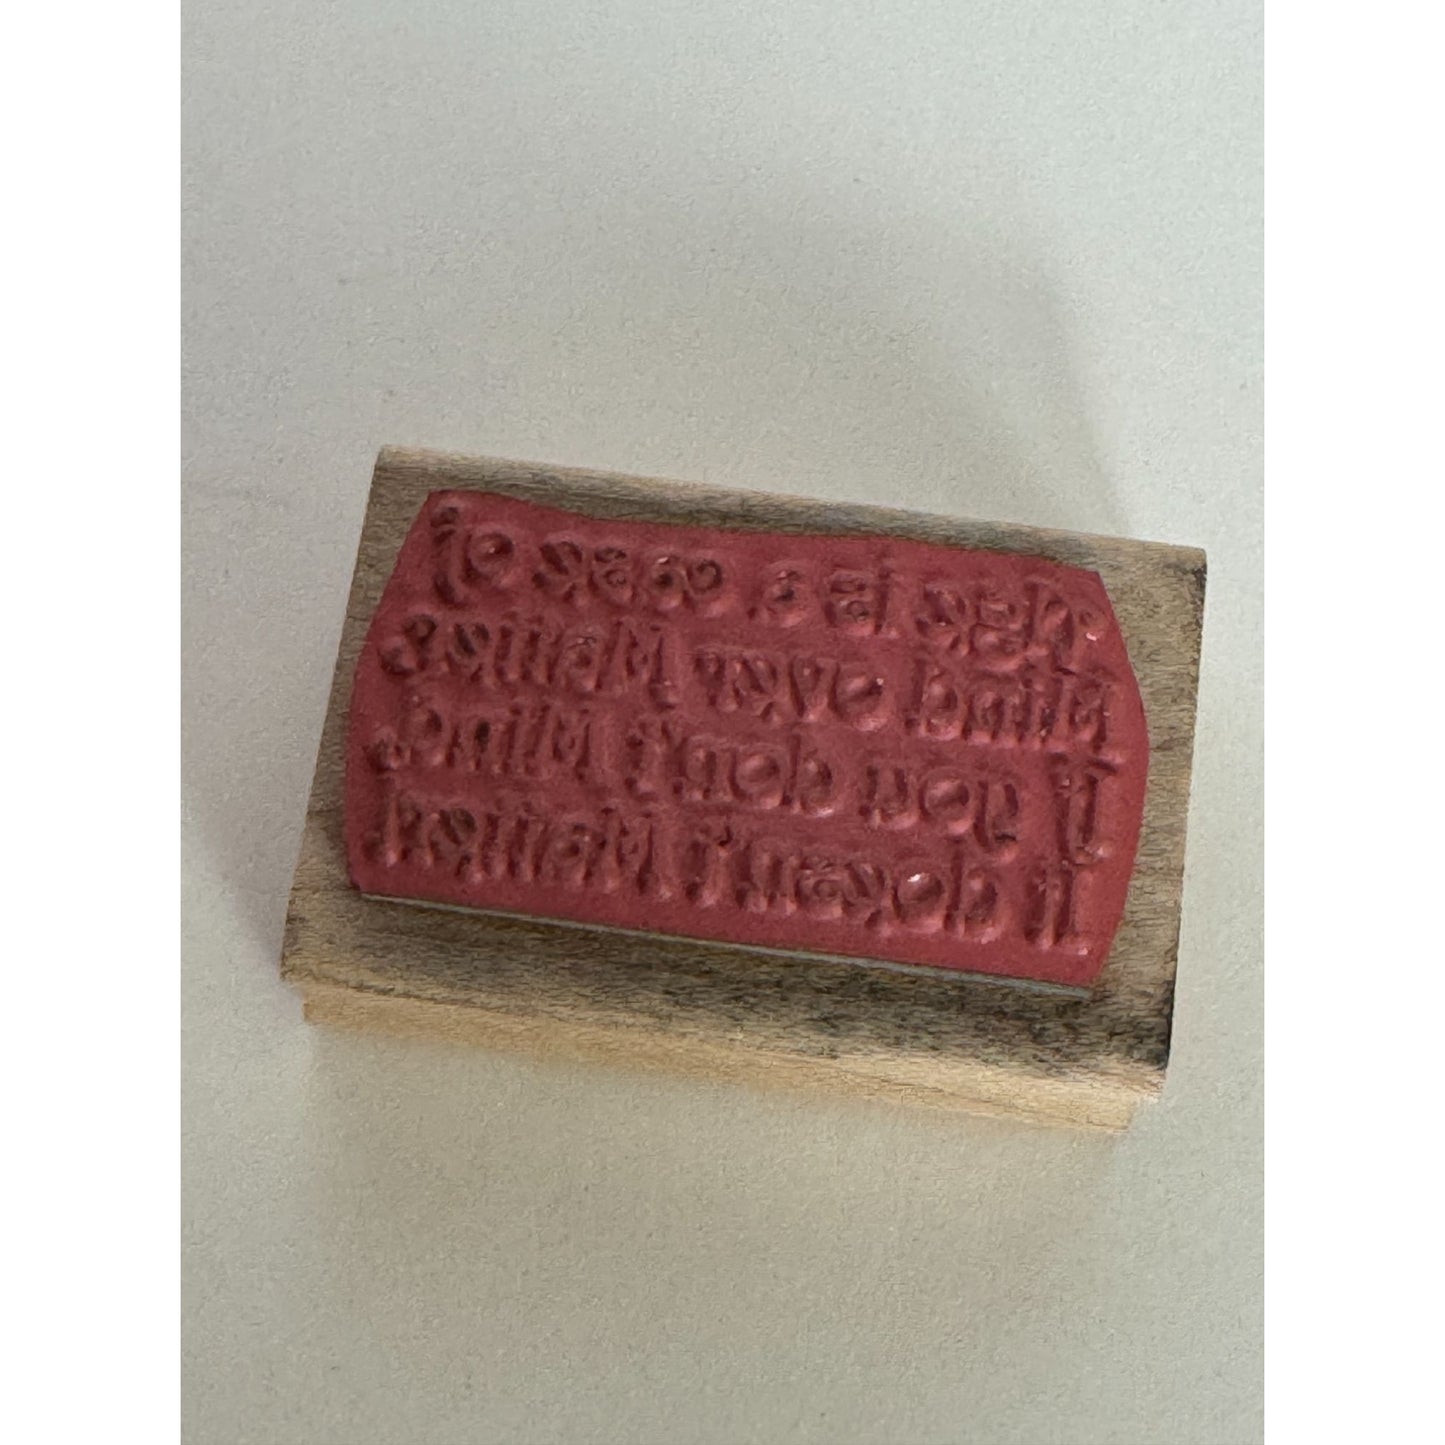 Age is a case of
Mind over Matter.
If you don't Mind,
It doesn't Matter!